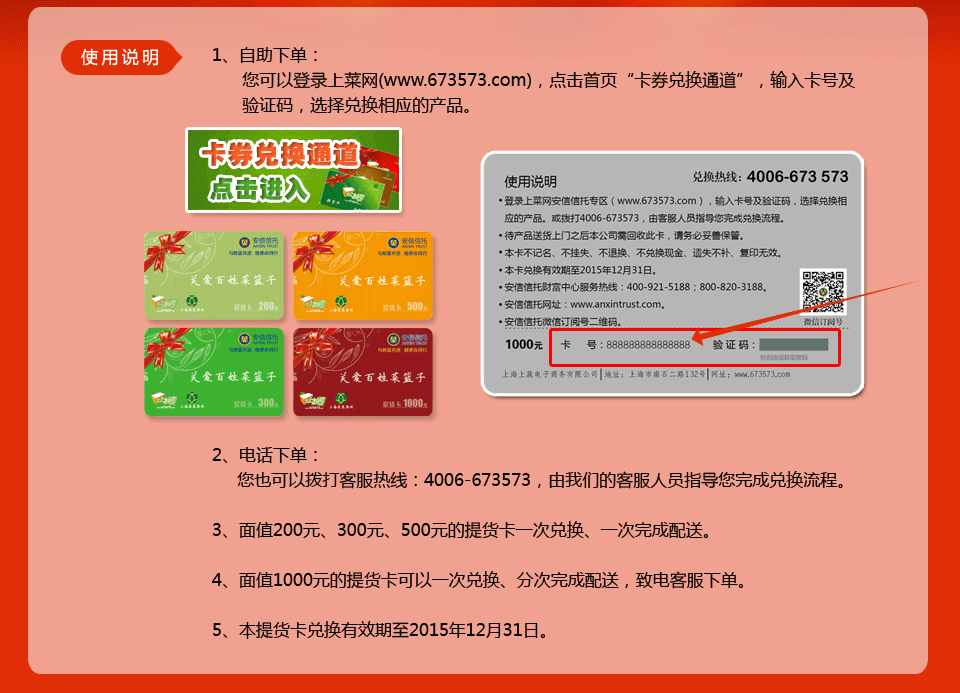 使用说明
1、自助下单：
您可以登录上菜网(www.673573.com)，点击首页“卡券兑换通道”，输入卡号及
验证码，选择兑换相应的产品。
卡券兑换通道
点击进入
安信信托
与财富共进 随使命同行
关爱百姓菜篮子
提货卡 200元
安信信托
与财富共进 随使命同行
关爱百姓菜篮子
提货卡 500元
安信信托
与财富共进 随使命同行
关爱百姓菜篮子
提货卡 300元
安信信托
与财富共进 随使命同行
关爱百姓菜篮子
提货卡 1000元
兑换热线：4006-673 573
使用说明
•登录上菜网安信信托专区（www.673573.com），输入卡号及验证码，选择兑换相
应的产品。或拨打4006-673573，由客服人员指导您完成兑换流程。
•待产品送货上门之后本公司需回收此卡，请务必妥善保管。
•本卡不记名、不挂失、不退换、不兑换现金、遗失不补、复印无效。
•本卡兑换有效期至2015年12月31日。
•安信信托财富中心服务热线：400-921-5188；800-820-3188。
•安信信托网址：www.anxintrust.com。
•安信信托微信订阅号二维码。
微信订阅号
1000元 卡 号：888888888888888 验证码：
轻刮涂层获取密码
上海上蔬电子商务有限公司│地址：上海市南石二路132号│网址：www.673573.com
2、电话下单：
您也可以拨打客服热线：4006-673573，由我们的客服人员指导您完成兑换流程。
3、面值200元、300元、500元的提货卡一次兑换、一次完成配送。
4、面值1000元的提货卡可以一次兑换、分次完成配送，致电客服下单。
5、本提货卡兑换有效期至2015年12月31日。